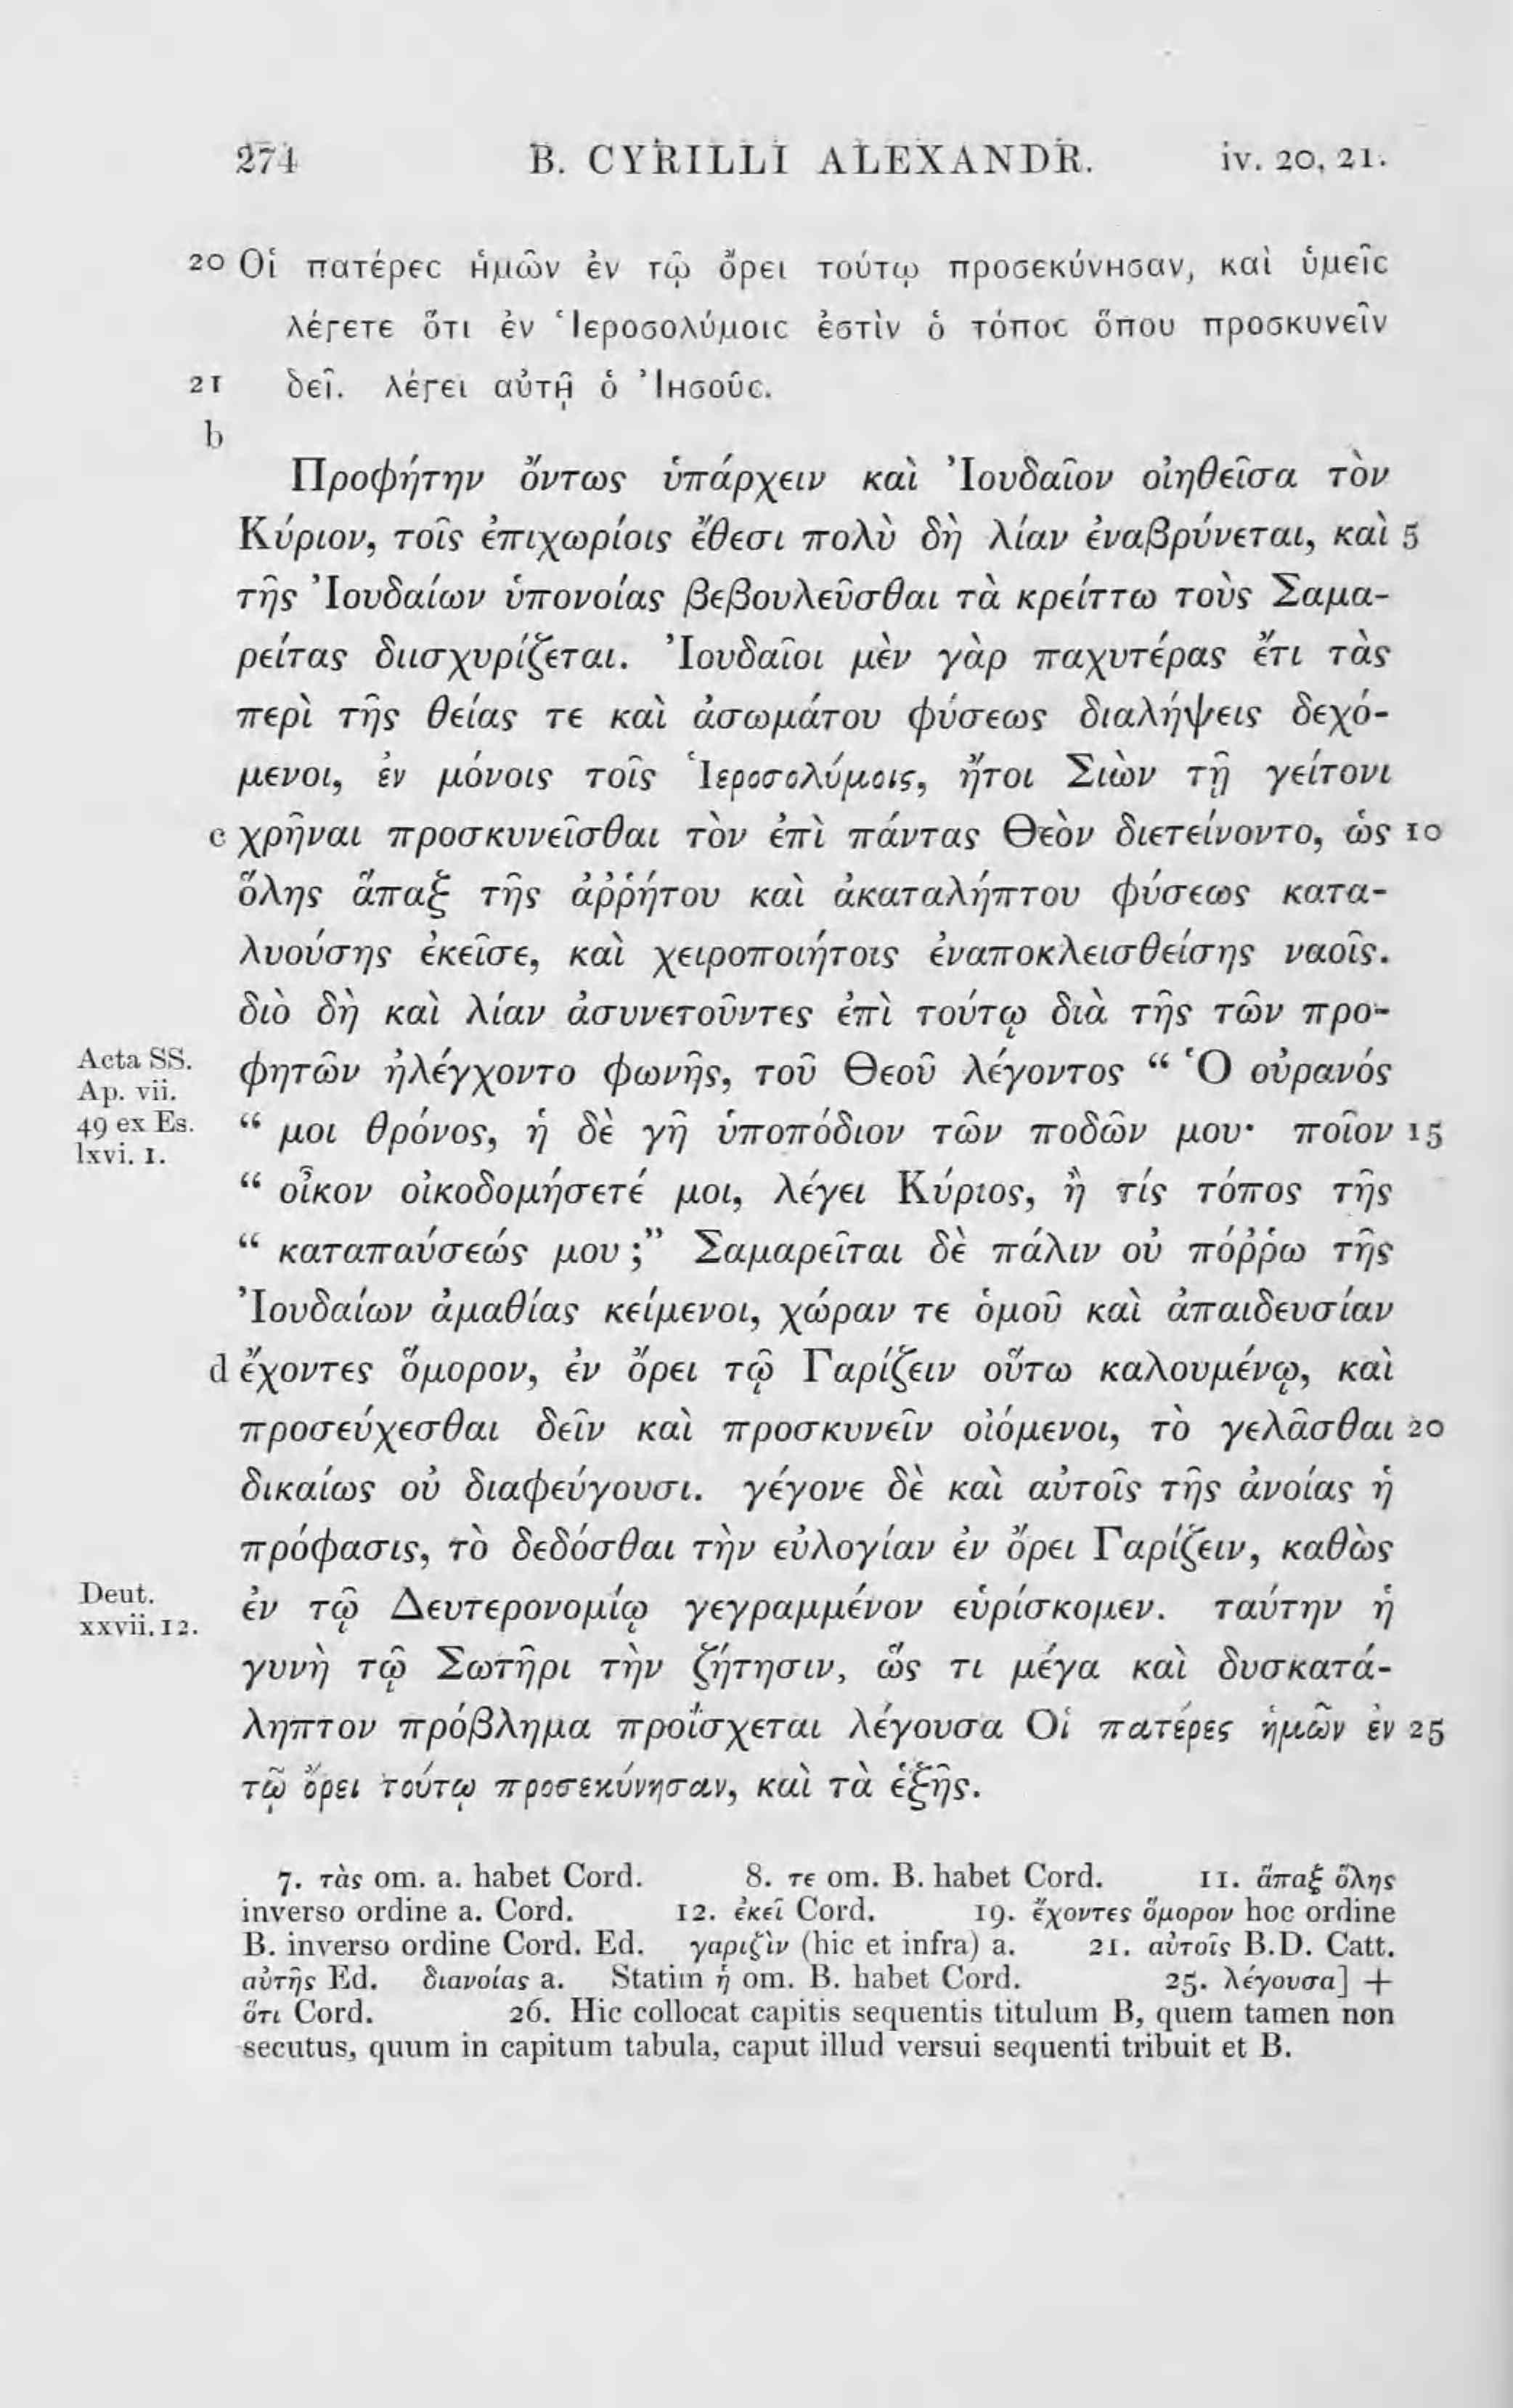 274 B. CYRILLI ALEXANDR. iv. 20, 21.
20 Οἱ πατέρες ἡμῶν ἐν τῷ ὄρει τούτῳ προσεκύνησαν, καὶ ὑμεῖς
λέγετε ὅτι ἐν Ἱεροσολύμοις ἐστὶν ὁ τόπος ὅπου προσκυνεῖν
21 δεῖ. λέγει αὐτῇ ὁ Ἰησοῦς.
b
Προφήτην ὄντως ὑπάρχειν καὶ Ἰουδαῖον οἰηθεῖσα τὸν
Κύριον, τοῖς ἐπιχωρίοις ἔθεσι πολὺ δὴ λίαν ἐναβρύνεται, καὶ 5
τῆς Ἰουδαίων ὑπονοίας βεβουλεῦσθαι τὰ κρείττω τοὺς Σαμα-
ρείτας διισχυρίζεται. Ἰουδαῖοι μὲν γὰρ παχυτέρας ἔτι τὰς
περὶ τῆς θείας τε καὶ ἀσωμάτου φύσεως διαλήψεις δεχό-
μενοι, ἐν μόνοις τοῖς Ἱεροσολύμοις, ἤτοι Σιὼν τῇ γείτονι
c χρῆναι προσκυνεῖσθαι τὸν ἐπὶ πάντας Θεὸν διετείνοντο, ὡς 10
ὅλης ἅπαξ τῆς ἀῤῥήτου καὶ ἀκαταλήπτου φύσεως κατα-
λυούσης ἐκεῖσε, καὶ χειροποιήτοις ἐναποκλεισθείσης ναοῖς.
διὸ δὴ καὶ λίαν ἀσυνετοῦντες ἐπὶ τούτῳ διὰ τῆς τῶν προ-
Acta SS. Ap. vii. 49 ex Es. lxvi. 1.
φητῶν ἠλέγχοντο φωνῆς, τοῦ Θεοῦ λέγοντος “ Ὁ οὐρανός
“ μοι θρόνος, ἡ δὲ γῆ ὑποπόδιον τῶν ποδῶν μου· ποῖον 15
“ οἶκον οἰκοδομήσετέ μοι, λέγει Κύριος, ἢ τίς τόπος τῆς
“ καταπαύσεώς μου ;” Σαμαρεῖται δὲ πάλιν οὐ πόῤῥω τῆς
Ἰουδαίων ἀμαθίας κείμενοι, χώραν τε ὁμοῦ καὶ ἀπαιδευσίαν
d ἔχοντες ὅμορον, ἐν ὄρει τῷ Γαρίζειν οὕτω καλουμένῳ, καὶ
προσεύχεσθαι δεῖν καὶ προσκυνεῖν οἰόμενοι, τὸ γελᾶσθαι 20
δικαίως οὐ διαφεύγουσι. γέγονε δὲ καὶ αὐτοῖς τῆς ἀνοίας ἡ
πρόφασις, τὸ δεδόσθαι τὴν εὐλογίαν ἐν ὄρει Γαρίζειν, καθὼς
Deut. xxvii. 12.
ἐν τῷ Δευτερονομίῳ γεγραμμένον εὑρίσκομεν. ταύτην ἡ
γυνὴ τῷ Σωτῆρι τὴν ζήτησιν, ὥς τι μέγα καὶ δυσκατά-
ληπτον πρόβλημα προΐσχεται λέγουσα Οἱ πατέρες ἡμῶν ἐν 25
τῷ ὄρει τούτῳ προσεκύνησαν, καὶ τὰ ἑξῆς.
7. τὰς om. a. habet Cord. 8. τε om. B. habet Cord. 11. ἅπαξ ὅλης
inverso ordine a. Cord. 12. ἐκεῖ Cord. 19. ἔχοντες ὅμορον hoc ordine
B. inverso ordine Cord. Ed. γαριζὶν (hic et infra) a. 21. αὐτοῖς B.D. Catt.
αὐτῆς Ed. διανοίας a. Statim ἡ om. B. habet Cord. 25. λέγουσα] +
ὅτι Cord. 26. Hic collocat capitis sequentis titulum B, quem tamen non
secutus, quum in capitum tabula, caput illud versui sequenti tribuit et B.